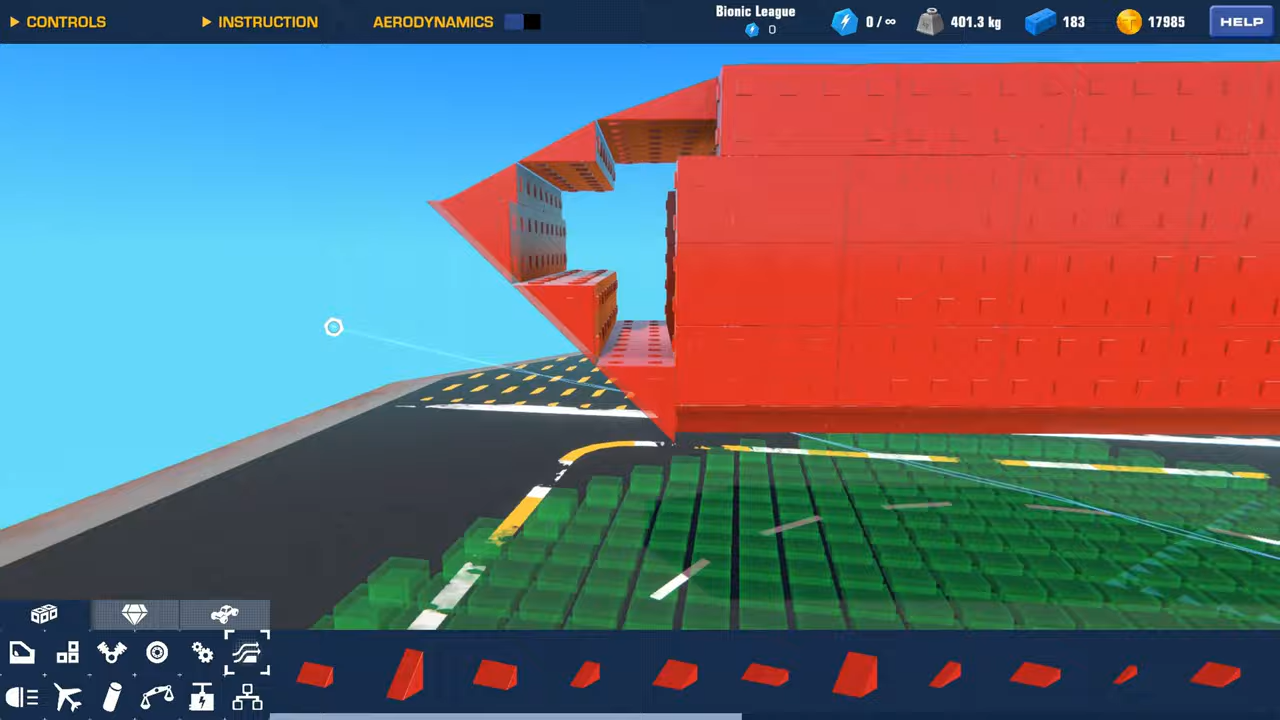 CONTROLS
INSTRUCTION
AERODYNAMICS
Bionic League
0
0 / ∞
401.3 kg
183
17985
HELP